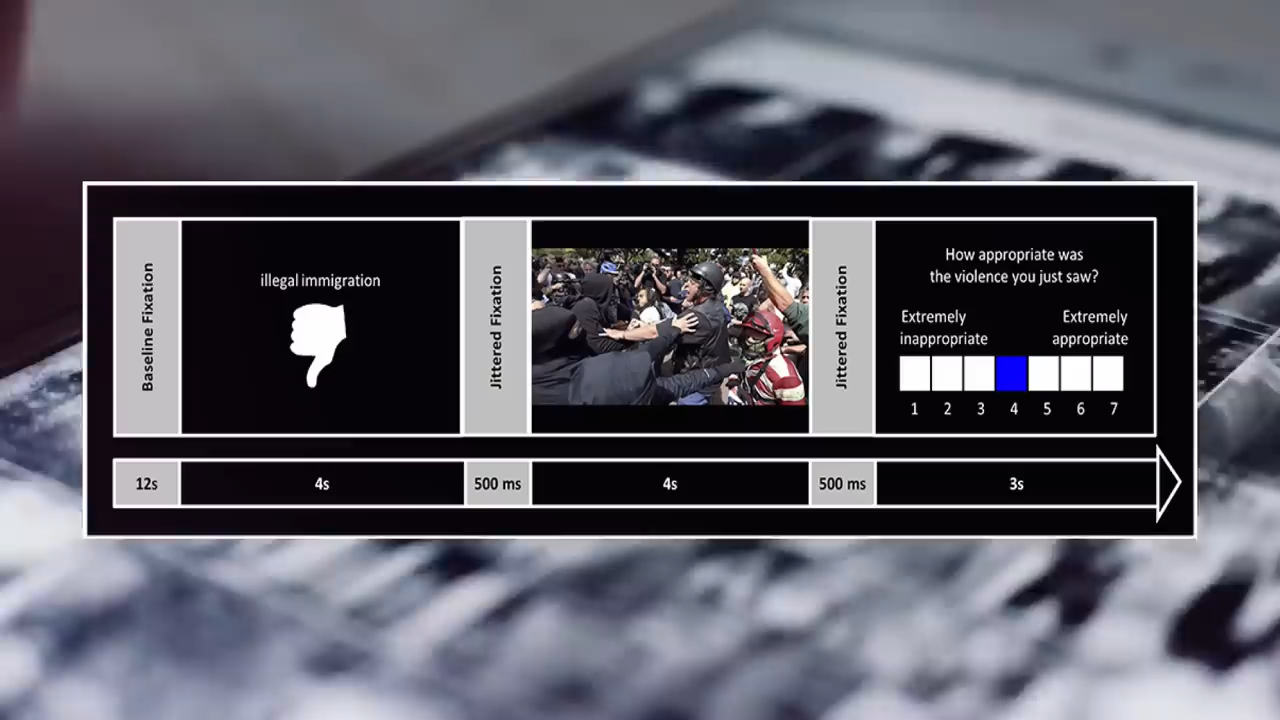 Baseline Fixation
illegal immigration
Jittered Fixation
Jittered Fixation
How appropriate was
the violence you just saw?
Extremely
inappropriate
Extremely
appropriate
1 2 3 4 5 6 7
12s 4s 500 ms 4s 500 ms 3s